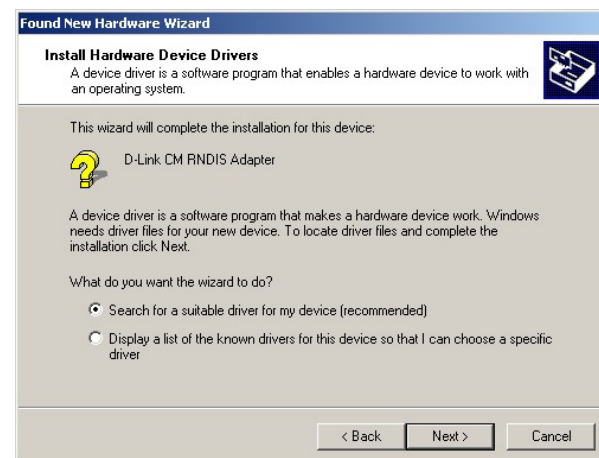 Found New Hardware Wizard
Install Hardware Device Drivers
A device driver is a software program that enables a hardware device to work with
an operating system.
This wizard will complete the installation for this device:
D-Link CM RNDIS Adapter
A device driver is a software program that makes a hardware device work. Windows
needs driver files for your new device. To locate driver files and complete the
installation click Next.
What do you want the wizard to do?
Search for a suitable driver for my device (recommended)
Display a list of the known drivers for this device so that I can choose a specific
driver
< Back Next > Cancel